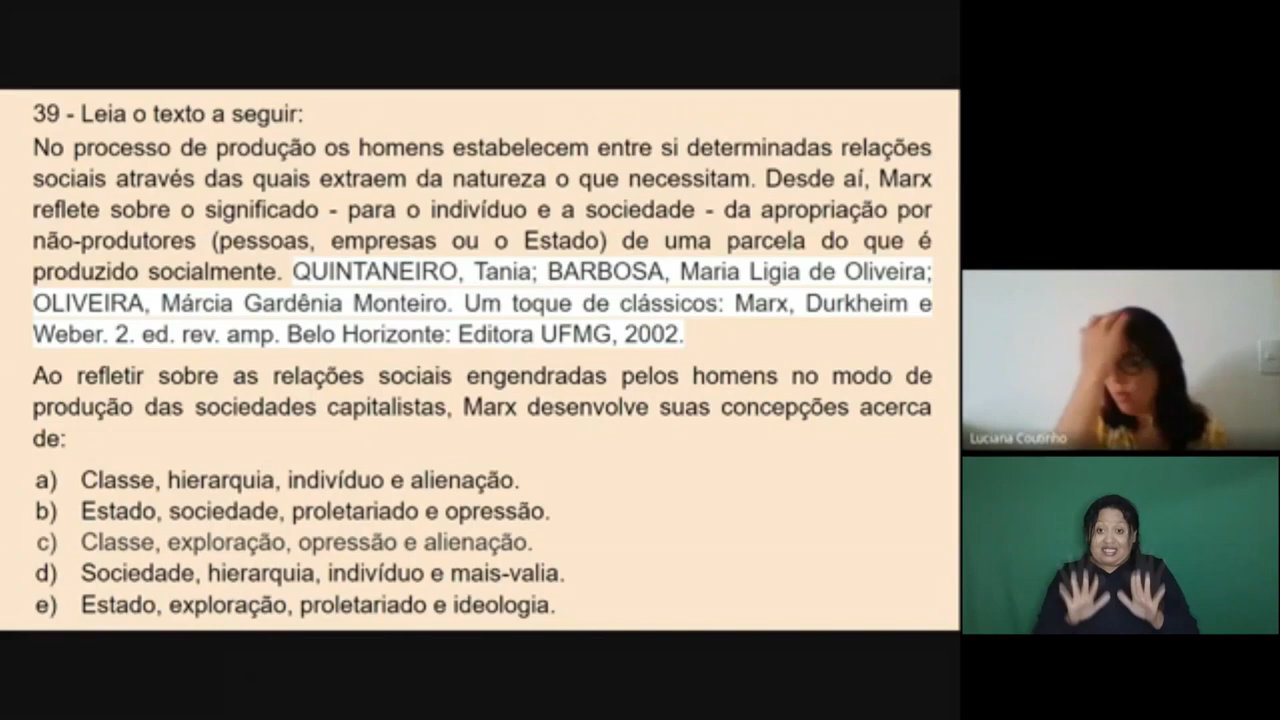 39 - Leia o texto a seguir:
No processo de produção os homens estabelecem entre si determinadas relações
sociais através das quais extraem da natureza o que necessitam. Desde aí, Marx
reflete sobre o significado - para o indivíduo e a sociedade - da apropriação por
não-produtores (pessoas, empresas ou o Estado) de uma parcela do que é
produzido socialmente. QUINTANEIRO, Tania; BARBOSA, Maria Ligia de Oliveira;
OLIVEIRA, Márcia Gardênia Monteiro. Um toque de clássicos: Marx, Durkheim e
Weber. 2. ed. rev. amp. Belo Horizonte: Editora UFMG, 2002.
Ao refletir sobre as relações sociais engendradas pelos homens no modo de
produção das sociedades capitalistas, Marx desenvolve suas concepções acerca
de:
a) Classe, hierarquia, indivíduo e alienação.
b) Estado, sociedade, proletariado e opressão.
c) Classe, exploração, opressão e alienação.
d) Sociedade, hierarquia, indivíduo e mais-valia.
e) Estado, exploração, proletariado e ideologia.
Luciana Coutinho